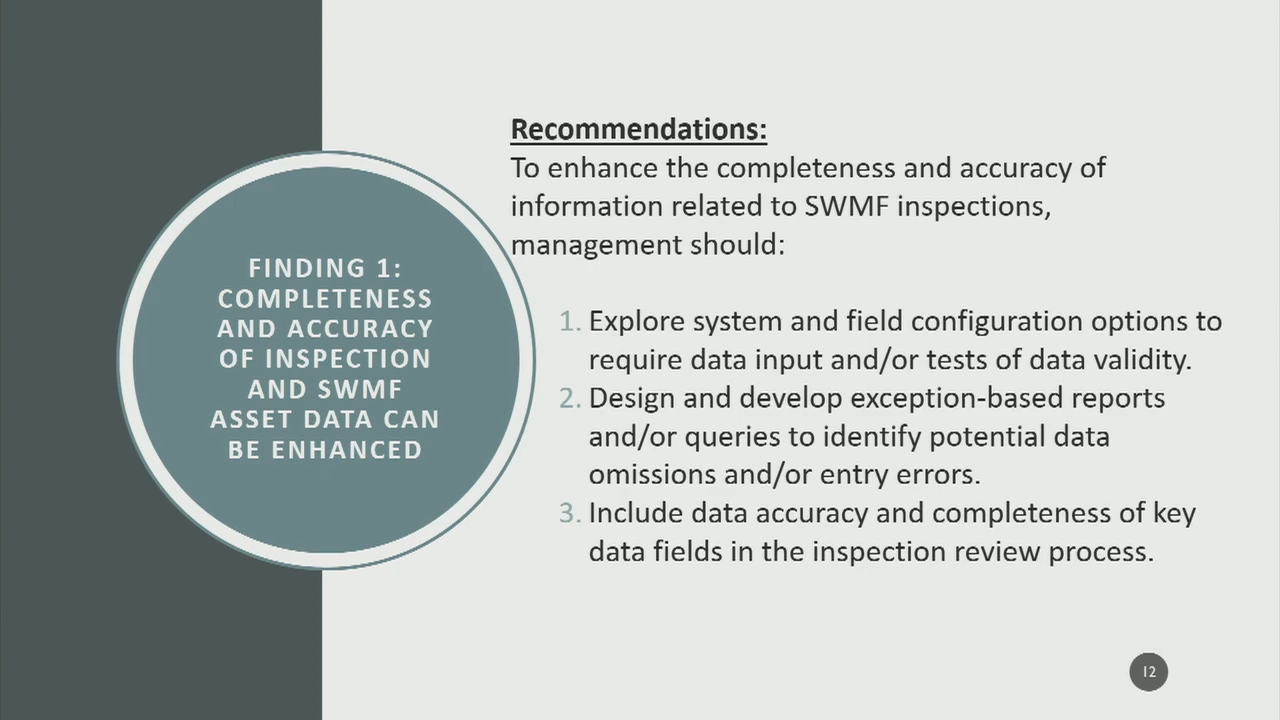 FINDING 1:
COMPLETENESS
AND ACCURACY
OF INSPECTION
AND SWMF
ASSET DATA CAN
BE ENHANCED
Recommendations:
To enhance the completeness and accuracy of
information related to SWMF inspections,
management should:
1. Explore system and field configuration options to
require data input and/or tests of data validity.
2. Design and develop exception-based reports
and/or queries to identify potential data
omissions and/or entry errors.
3. Include data accuracy and completeness of key
data fields in the inspection review process.
12